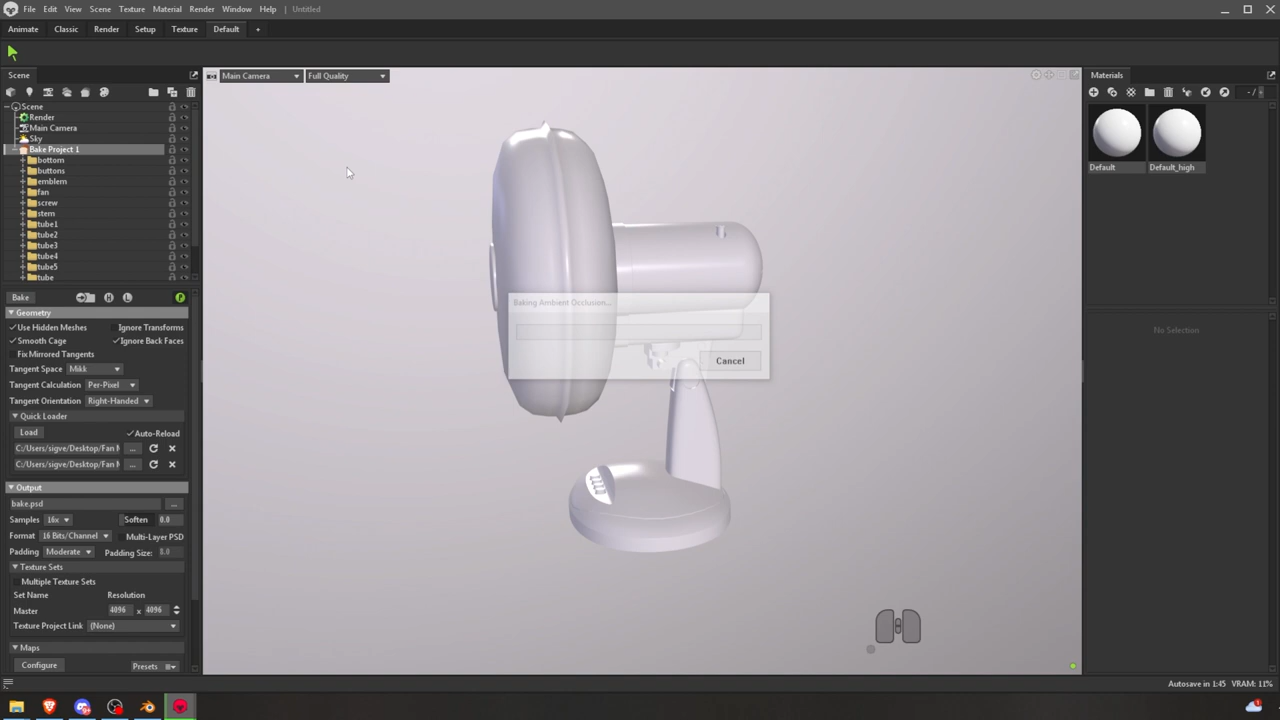 File Edit View Scene Texture Material Render Window Help Untitled
Animate Classic Render Setup Texture Default +
Scene
Main Camera Full Quality
Materials
- /
Scene
Render
Main Camera
Sky
Bake Project 1
bottom
buttons
emblem
fan
screw
stem
tube1
tube2
tube3
tube4
tube5
tube
Default Default_high
Bake H L P
Geometry
Use Hidden Meshes Ignore Transforms
Smooth Cage Ignore Back Faces
Fix Mirrored Tangents
Tangent Space Mikk
Tangent Calculation Per-Pixel
Tangent Orientation Right-Handed
Quick Loader
Load Auto-Reload
C:/Users/sigve/Desktop/Fan M ...
C:/Users/sigve/Desktop/Fan M ...
Output
bake.psd ...
Samples 16x Soften 0.0
Format 16 Bits/Channel Multi-Layer PSD
Padding Moderate Padding Size: 8.0
Texture Sets
Multiple Texture Sets
Set Name Resolution
Master 4096 x 4096
Texture Project Link (None)
Maps
Configure Presets
Baking Ambient Occlusion...
Cancel
No Selection
Autosave in 1:45 VRAM: 11%